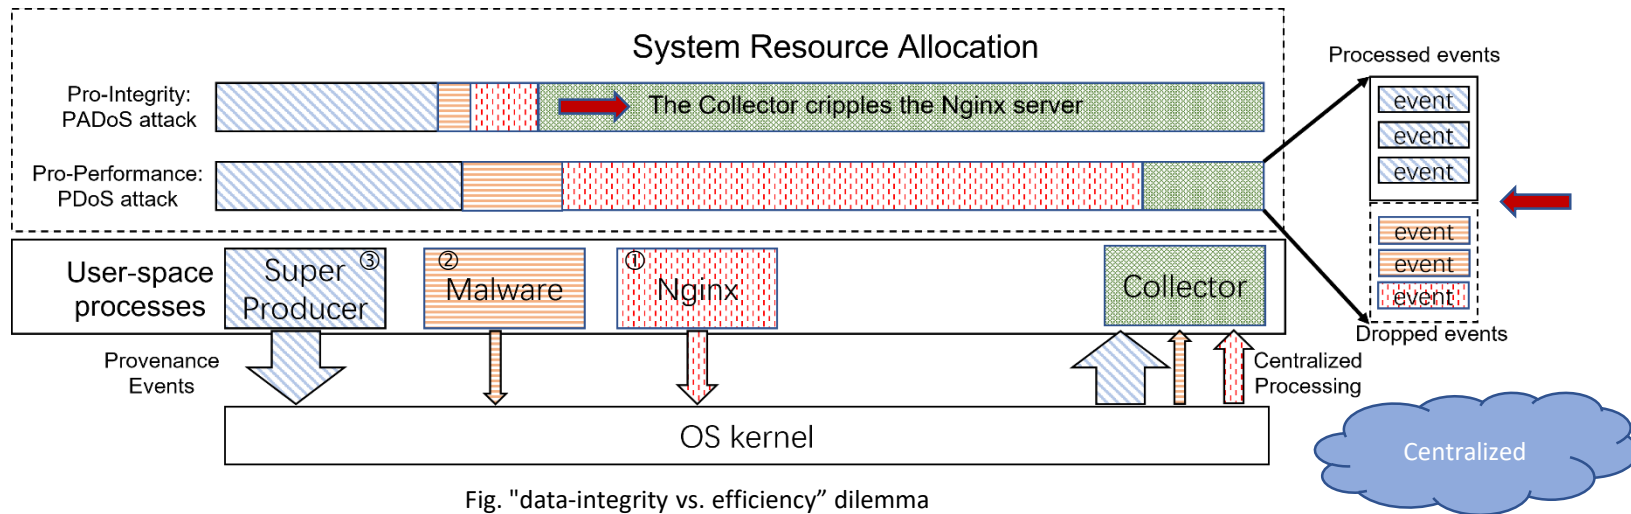 System Resource Allocation
Pro-Integrity:
PADoS attack
The Collector cripples the Nginx server
Pro-Performance:
PDoS attack
Processed events
event
event
event
event
event
event
Dropped events
User-space
processes
③
Super
Producer
②
Malware
①
Nginx
Collector
Provenance
Events
Centralized
Processing
OS kernel
Centralized
Fig. "data-integrity vs. efficiency” dilemma